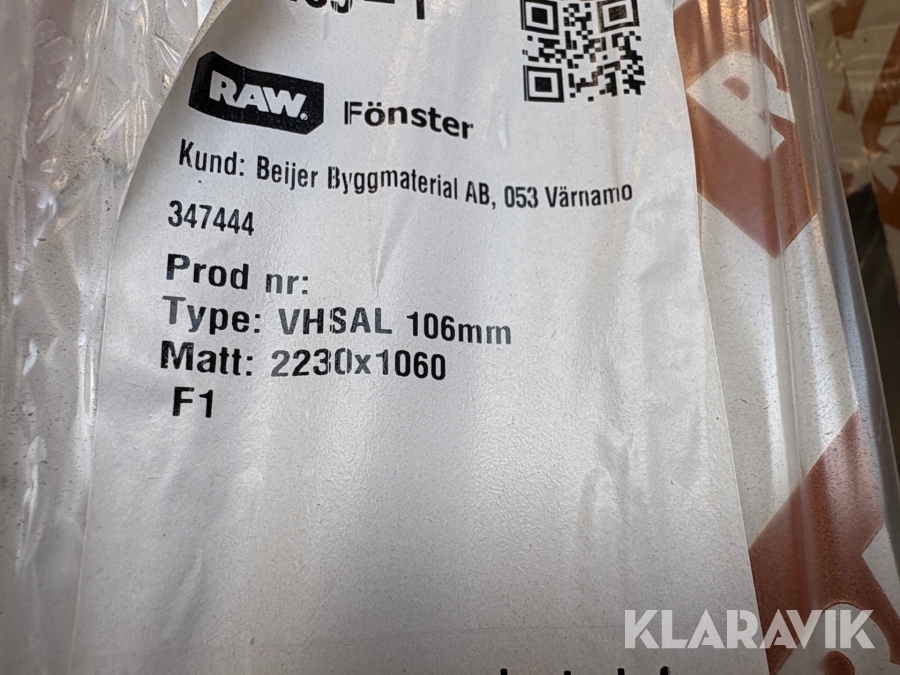 RAW. Fönster
Kund: Beijer Byggmaterial AB, 053 Värnamo
347444
Prod nr:
Type: VHSAL 106mm
Matt: 2230x1060
F1
KLARAVIK